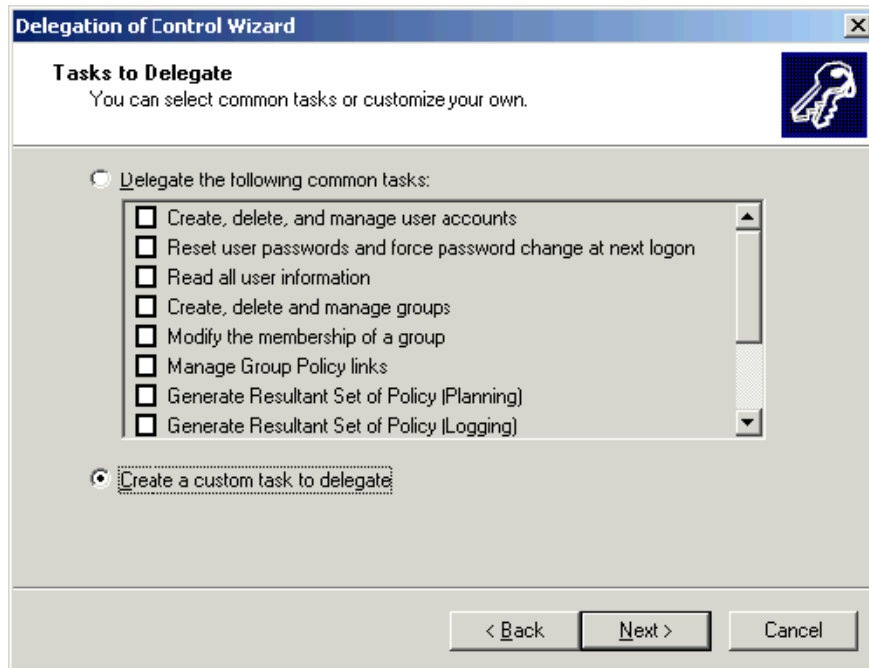 Delegation of Control Wizard
Tasks to Delegate
You can select common tasks or customize your own.
Delegate the following common tasks:
Create, delete, and manage user accounts
Reset user passwords and force password change at next logon
Read all user information
Create, delete and manage groups
Modify the membership of a group
Manage Group Policy links
Generate Resultant Set of Policy (Planning)
Generate Resultant Set of Policy (Logging)
Create a custom task to delegate
< Back Next > Cancel